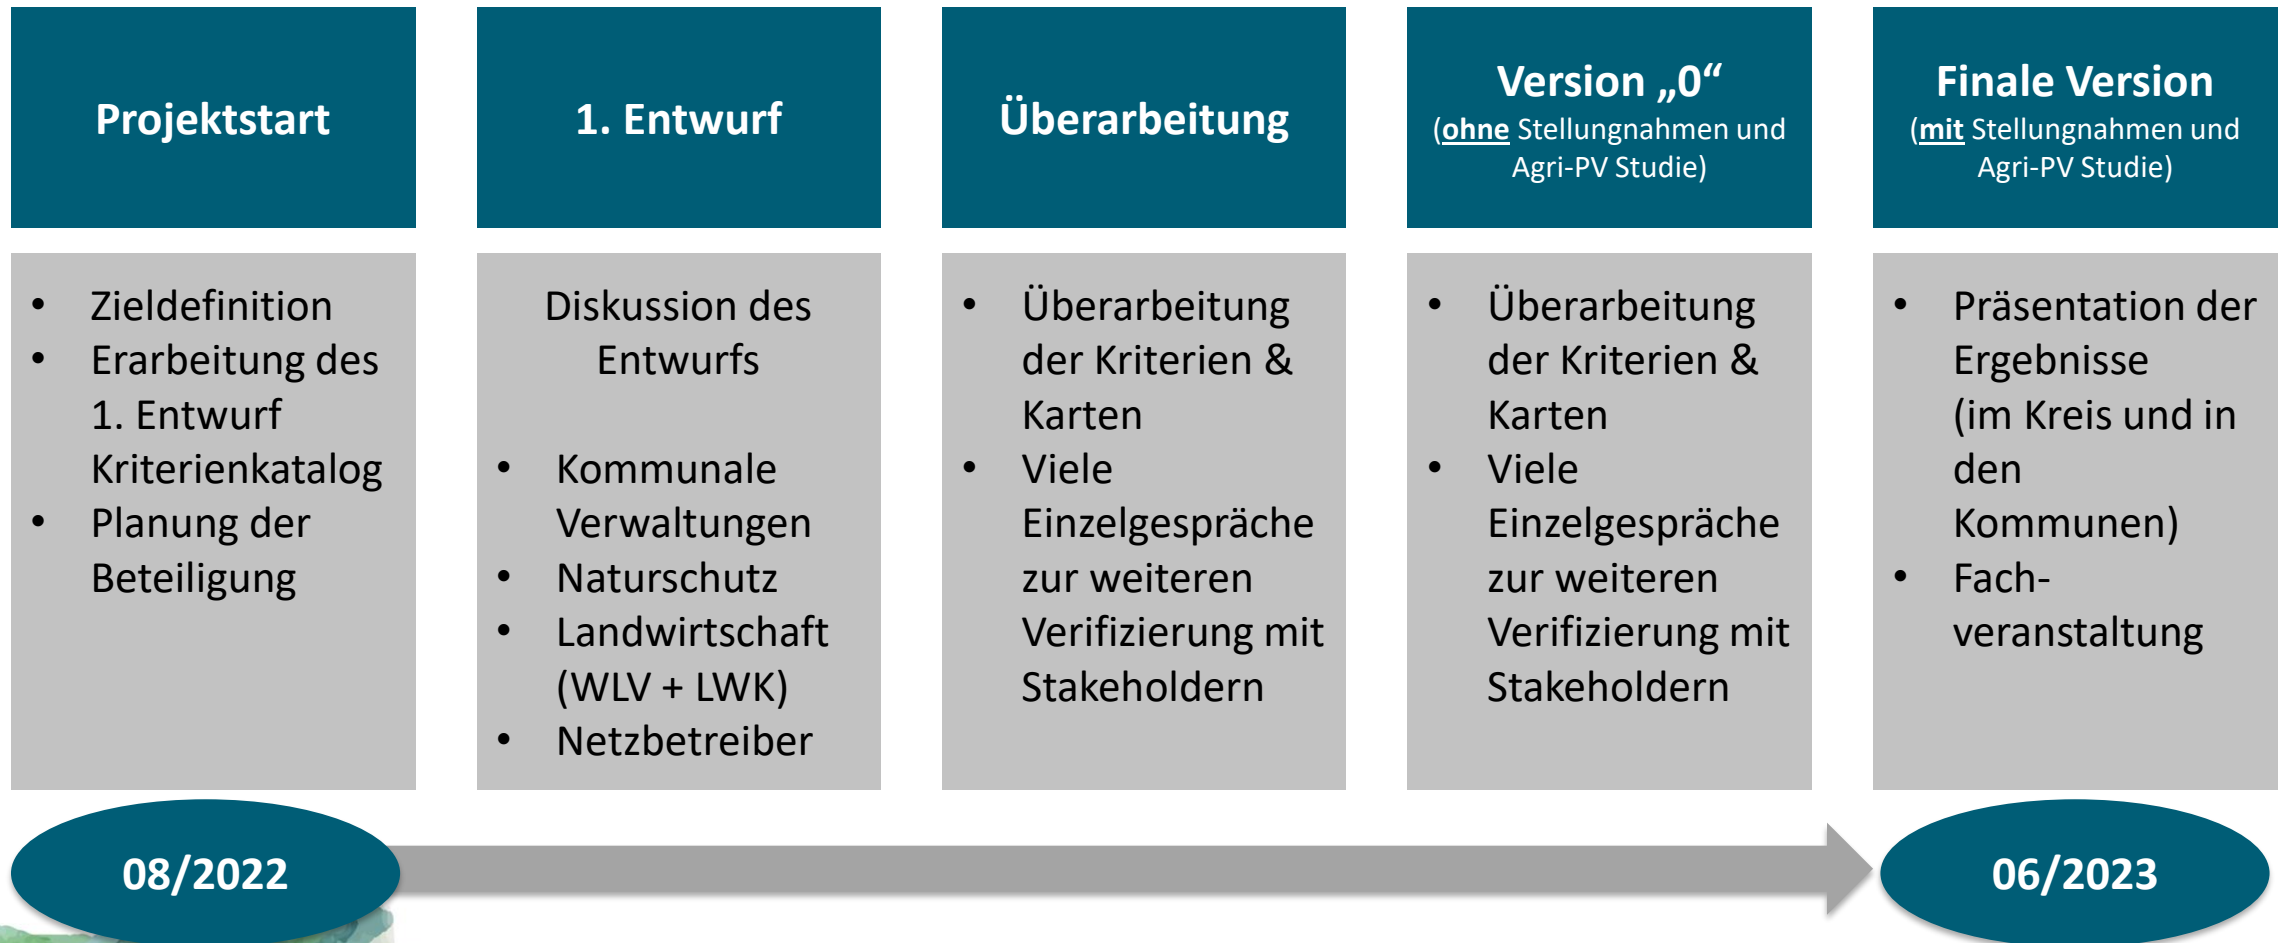 Projektstart
• Zieldefinition
• Erarbeitung des
1. Entwurf
Kriterienkatalog
• Planung der
Beteiligung
1. Entwurf
Diskussion des
Entwurfs
• Kommunale
Verwaltungen
• Naturschutz
• Landwirtschaft
(WLV + LWK)
• Netzbetreiber
Überarbeitung
• Überarbeitung
der Kriterien &
Karten
• Viele
Einzelgespräche
zur weiteren
Verifizierung mit
Stakeholdern
Version „0“
(ohne Stellungnahmen und
Agri-PV Studie)
• Überarbeitung
der Kriterien &
Karten
• Viele
Einzelgespräche
zur weiteren
Verifizierung mit
Stakeholdern
Finale Version
(mit Stellungnahmen und
Agri-PV Studie)
• Präsentation der
Ergebnisse
(im Kreis und in
den
Kommunen)
• Fach-
veranstaltung
08/2022
06/2023